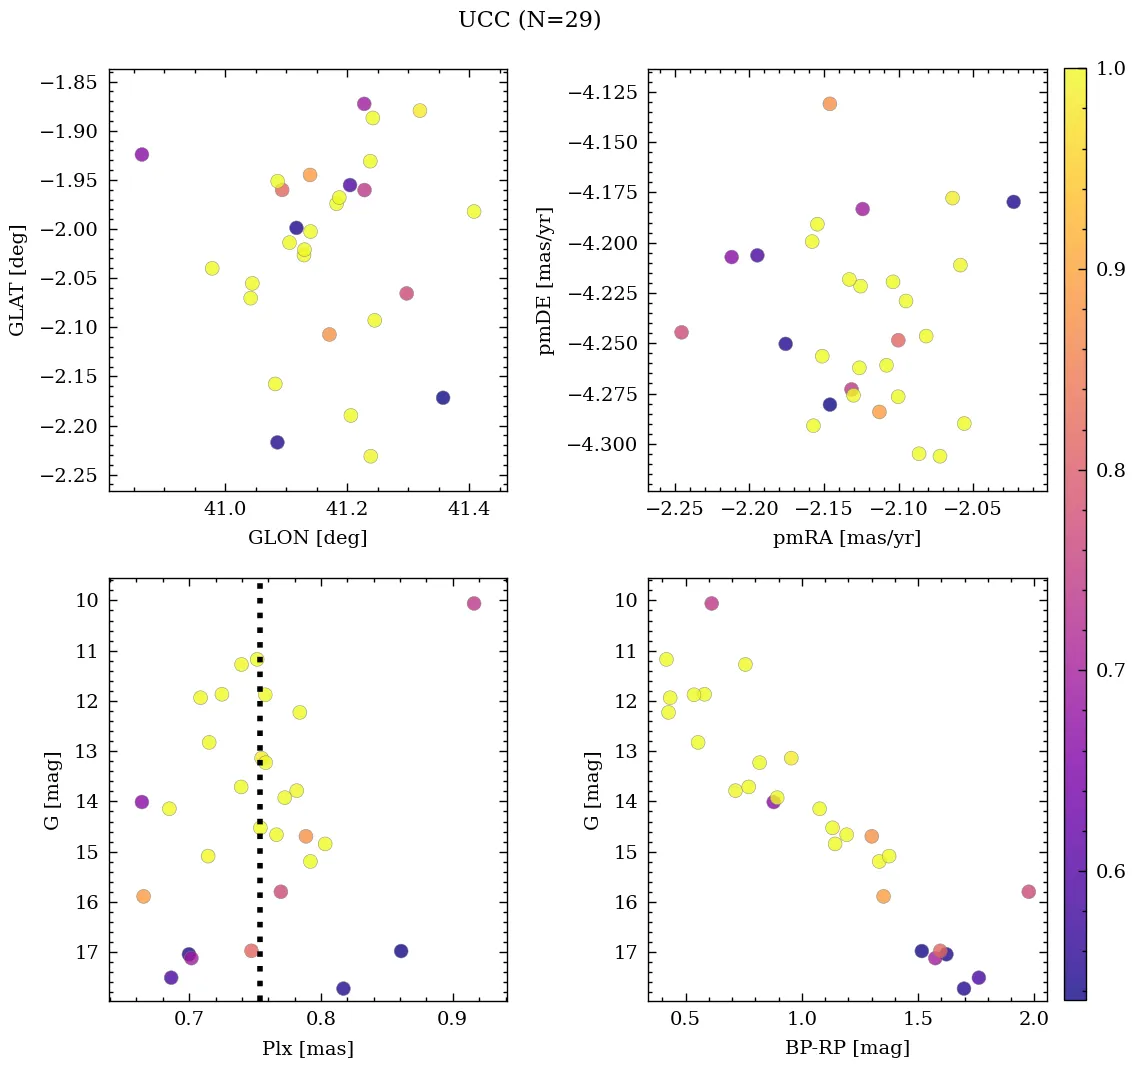 UCC (N=29)
−1.85
−1.90
−1.95
−2.00
−2.05
−2.10
−2.15
−2.20
−2.25
GLAT [deg]
41.0 41.2 41.4
GLON [deg]
−4.125
−4.150
−4.175
−4.200
−4.225
−4.250
−4.275
−4.300
pmDE [mas/yr]
−2.25 −2.20 −2.15 −2.10 −2.05
pmRA [mas/yr]
10
11
12
13
14
15
16
17
G [mag]
0.7 0.8 0.9
Plx [mas]
10
11
12
13
14
15
16
17
G [mag]
0.5 1.0 1.5 2.0
BP-RP [mag]
1.0
0.9
0.8
0.7
0.6